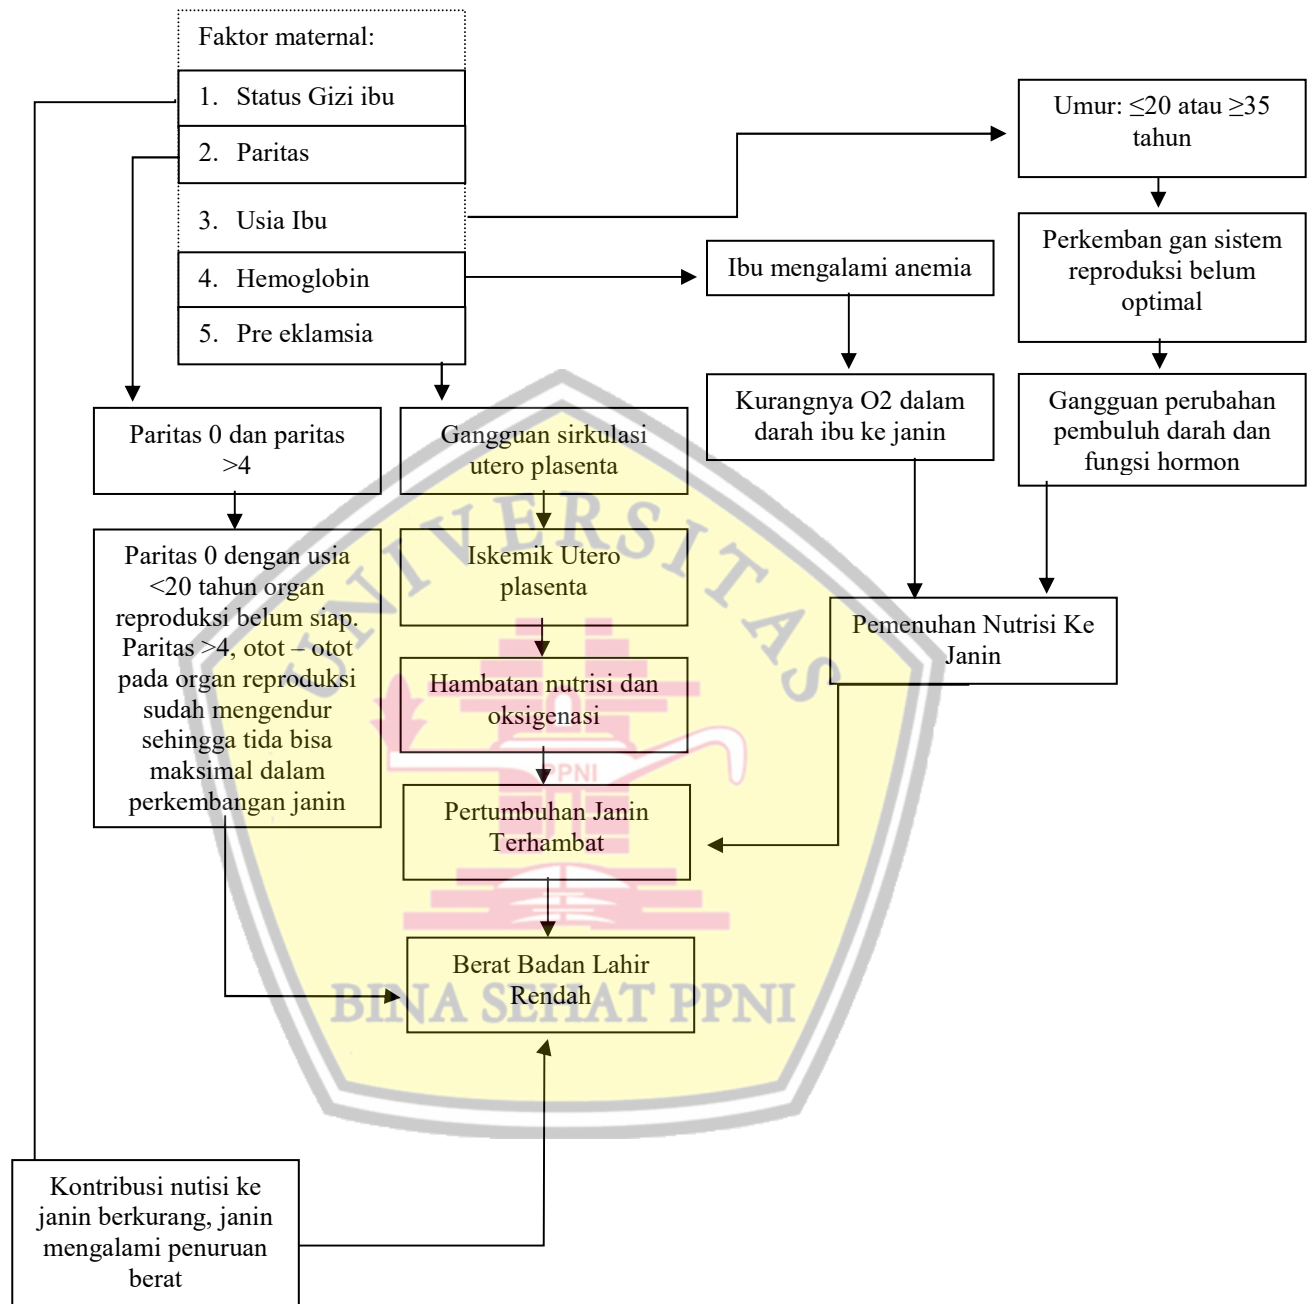 Faktor maternal:
1. Status Gizi ibu
2. Paritas
3. Usia Ibu
4. Hemoglobin
5. Pre eklamsia
Umur: ≤20 atau ≥35
tahun
Perkemban gan sistem
reproduksi belum
optimal
Ibu mengalami anemia
Kurangnya O2 dalam
darah ibu ke janin
Gangguan perubahan
pembuluh darah dan
fungsi hormon
Paritas 0 dan paritas
>4
Gangguan sirkulasi
utero plasenta
Paritas 0 dengan usia
<20 tahun organ
reproduksi belum siap.
Paritas >4, otot – otot
pada organ reproduksi
sudah mengendur
sehingga tida bisa
maksimal dalam
perkembangan janin
Iskemik Utero
plasenta
Pemenuhan Nutrisi Ke
Janin
Hambatan nutrisi dan
oksigenasi
Pertumbuhan Janin
Terhambat
Berat Badan Lahir
Rendah
Kontribusi nutisi ke
janin berkurang, janin
mengalami penuruan
berat
UNIVERSITAS
PPNI
BINA SEHAT PPNI